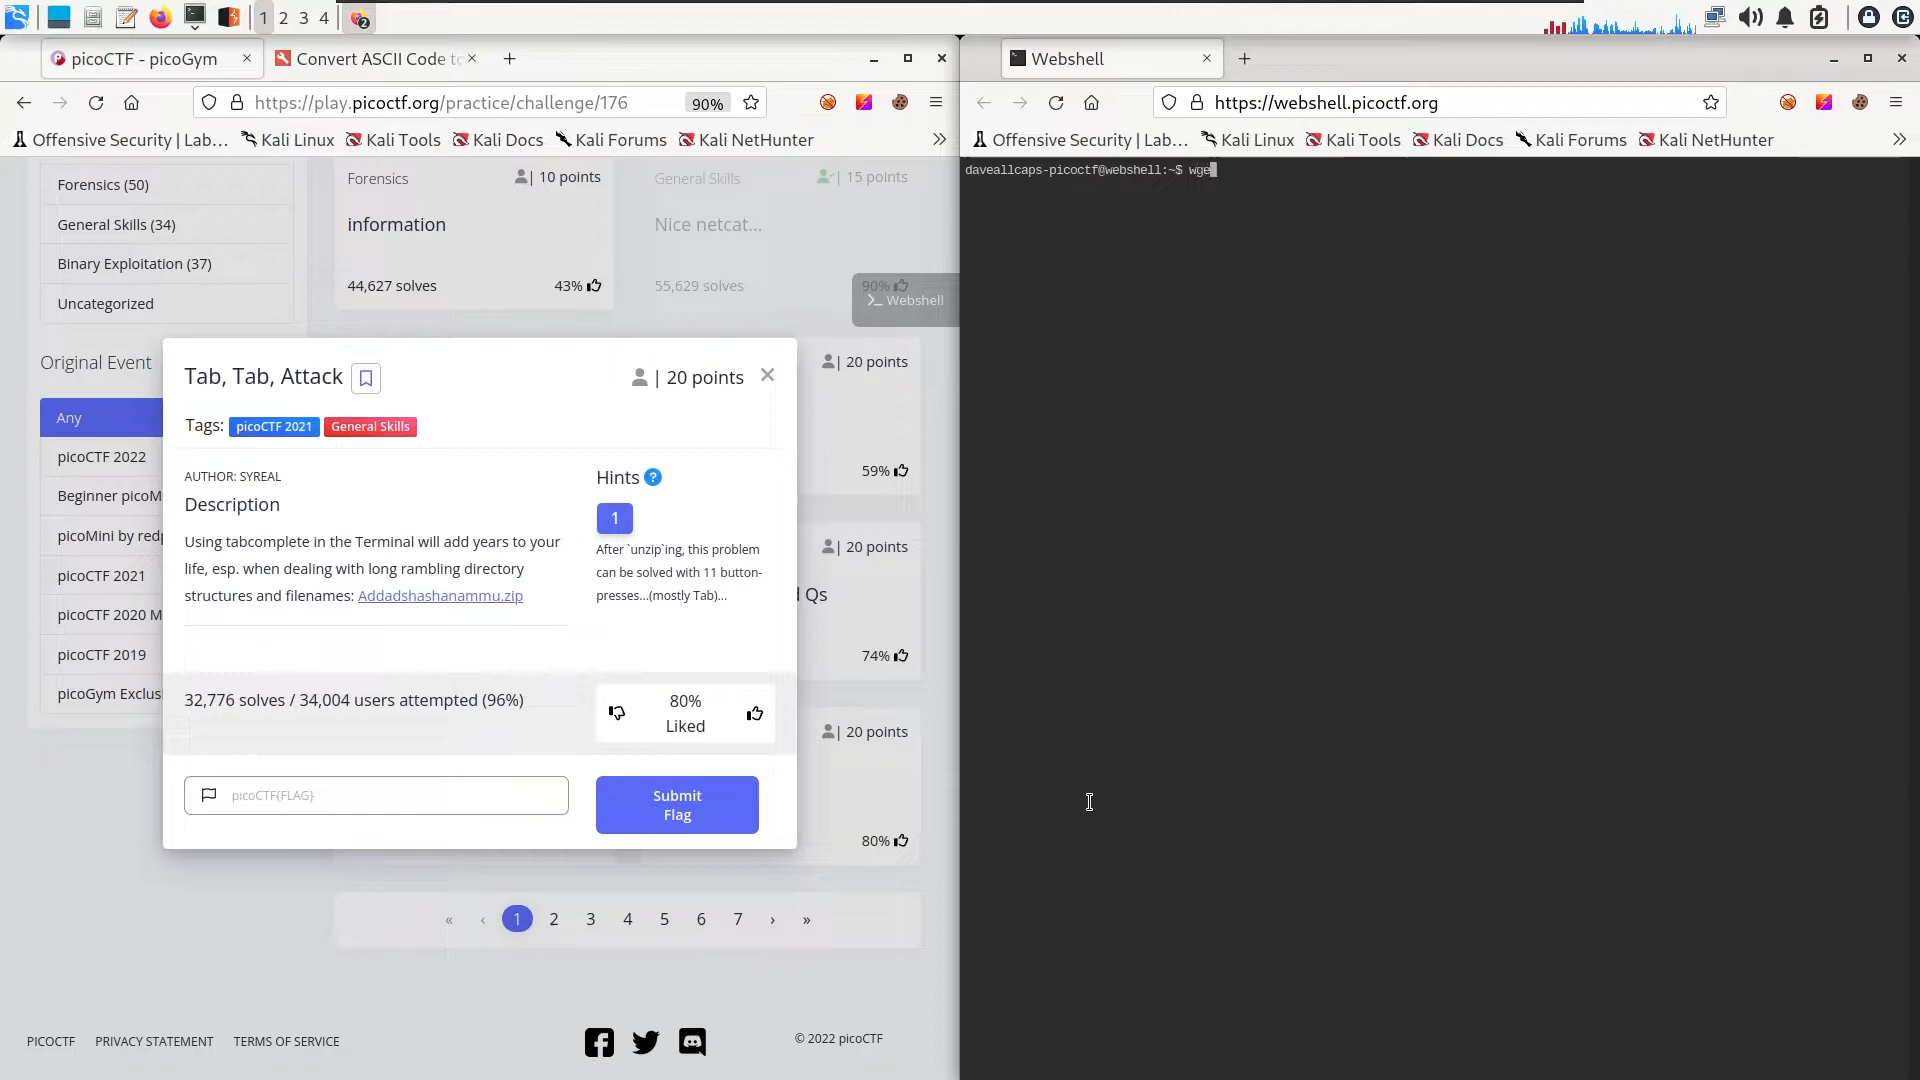 1 2 3 4
2
picoCTF - picoGym
Convert ASCII Code to
https://play.picoctf.org/practice/challenge/176
90%
Offensive Security | Lab…
Kali Linux
Kali Tools
Kali Docs
Kali Forums
Kali NetHunter
Forensics (50)
General Skills (34)
Binary Exploitation (37)
Uncategorized
Original Event
Any
picoCTF 2022
Beginner picoM
picoMini by redp
picoCTF 2021
picoCTF 2020 M
picoCTF 2019
picoGym Exclus
Forensics
| 10 points
information
44,627 solves
43%
General Skills
| 15 points
Nice netcat...
55,629 solves
90%
>_ Webshell
Tab, Tab, Attack
| 20 points
Tags: picoCTF 2021 General Skills
AUTHOR: SYREAL
Description
Using tabcomplete in the Terminal will add years to your
life, esp. when dealing with long rambling directory
structures and filenames: Addadshashanammu.zip
Hints ?
1
After `unzip`ing, this problem
can be solved with 11 button-
presses...(mostly Tab)...
32,776 solves / 34,004 users attempted (96%)
80%
Liked
picoCTF{FLAG}
Submit
Flag
| 20 points
59%
| 20 points
Qs
74%
| 20 points
80%
« ‹ 1 2 3 4 5 6 7 › »
PICOCTF
PRIVACY STATEMENT
TERMS OF SERVICE
© 2022 picoCTF
Webshell
https://webshell.picoctf.org
Offensive Security | Lab…
Kali Linux
Kali Tools
Kali Docs
Kali Forums
Kali NetHunter
daveallcaps-picoctf@webshell:~$ wge